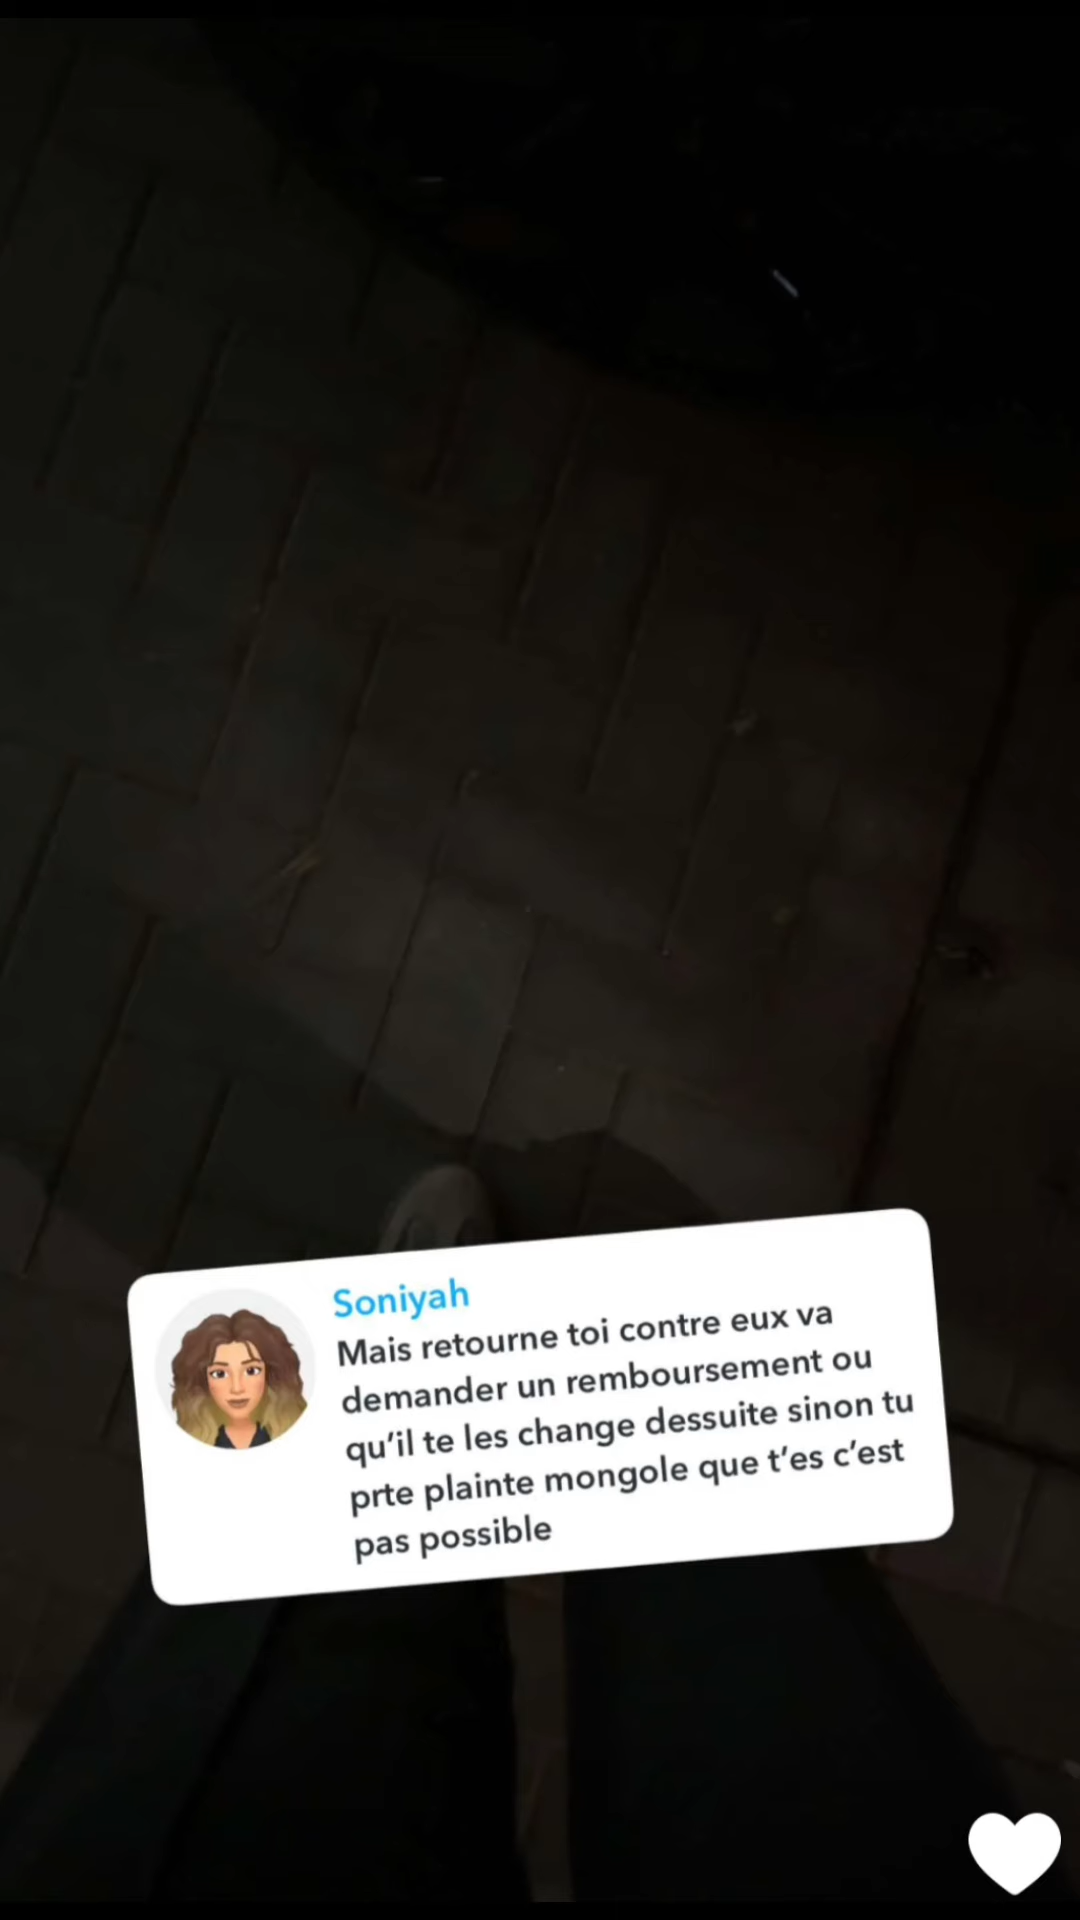 Soniyah
Mais retourne toi contre eux va
demander un remboursement ou
qu’il te les change dessuite sinon tu
prte plainte mongole que t’es c’est
pas possible